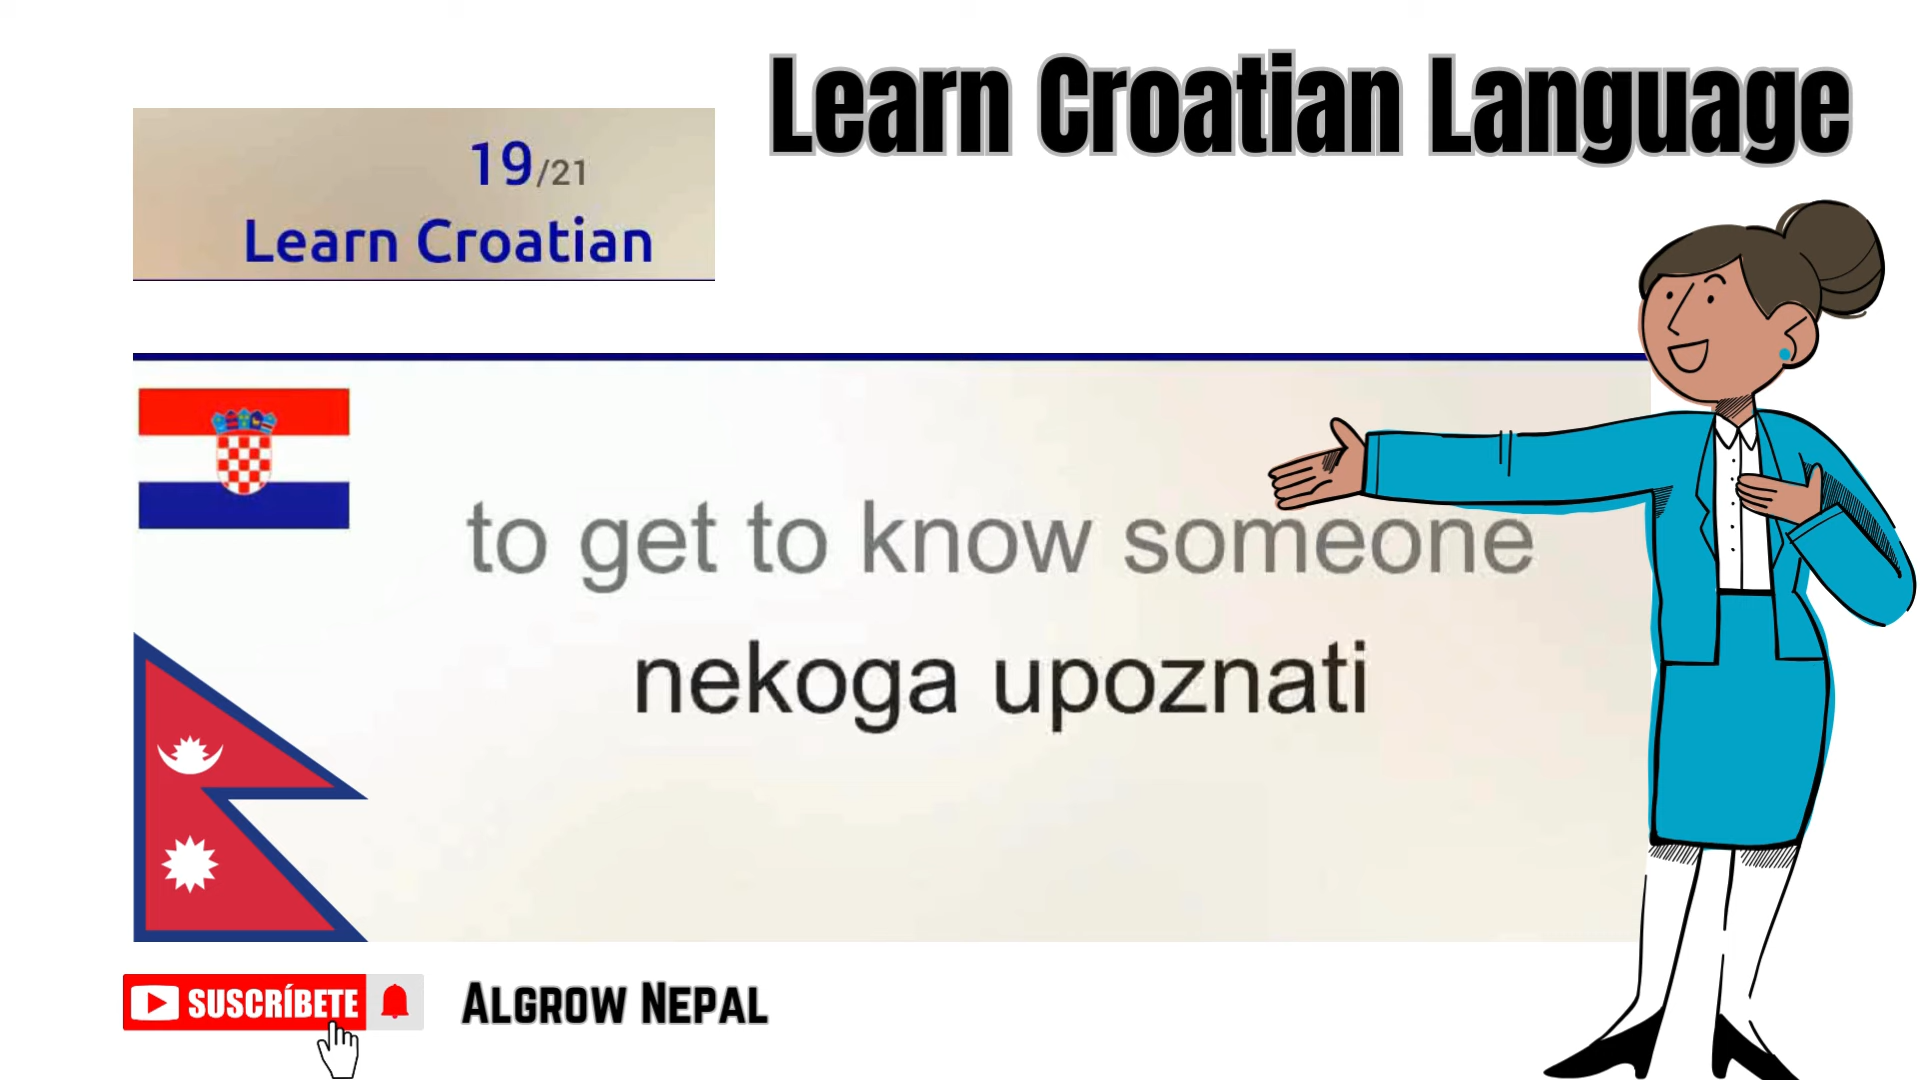 Learn Croatian Language
19/21
Learn Croatian
to get to know someone
nekoga upoznati
SUSCRÍBETE
ALGROW NEPAL